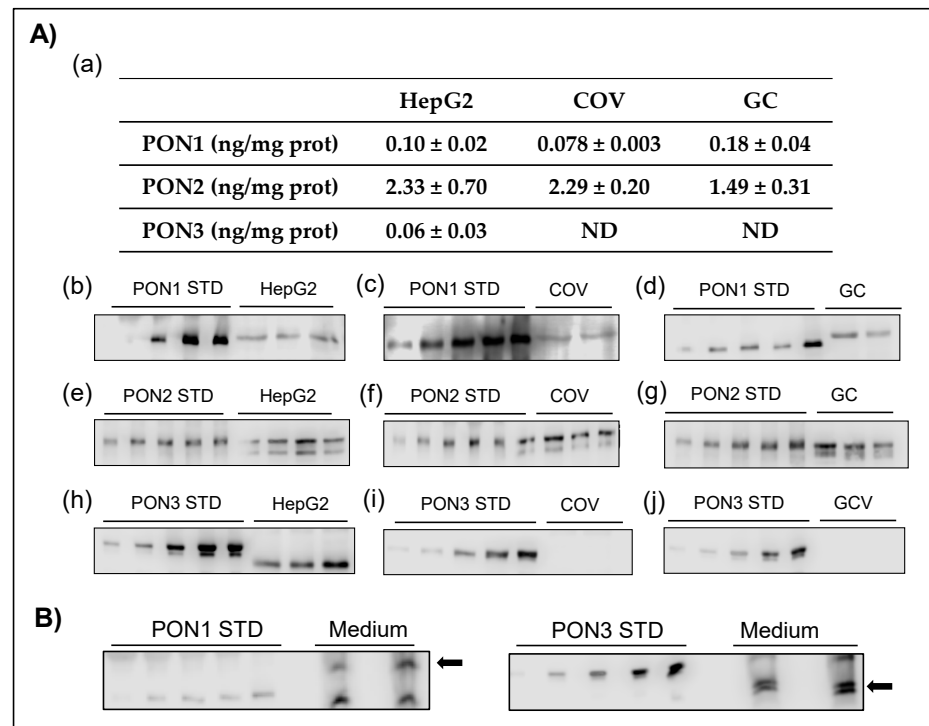 A)
(a)
HepG2 COV GC
PON1 (ng/mg prot) 0.10 ± 0.02 0.078 ± 0.003 0.18 ± 0.04
PON2 (ng/mg prot) 2.33 ± 0.70 2.29 ± 0.20 1.49 ± 0.31
PON3 (ng/mg prot) 0.06 ± 0.03 ND ND
(b) PON1 STD HepG2 (c) PON1 STD COV (d) PON1 STD GC
(e) PON2 STD HepG2 (f) PON2 STD COV (g) PON2 STD GC
(h) PON3 STD HepG2 (i) PON3 STD COV (j) PON3 STD GCV
B) PON1 STD Medium PON3 STD Medium